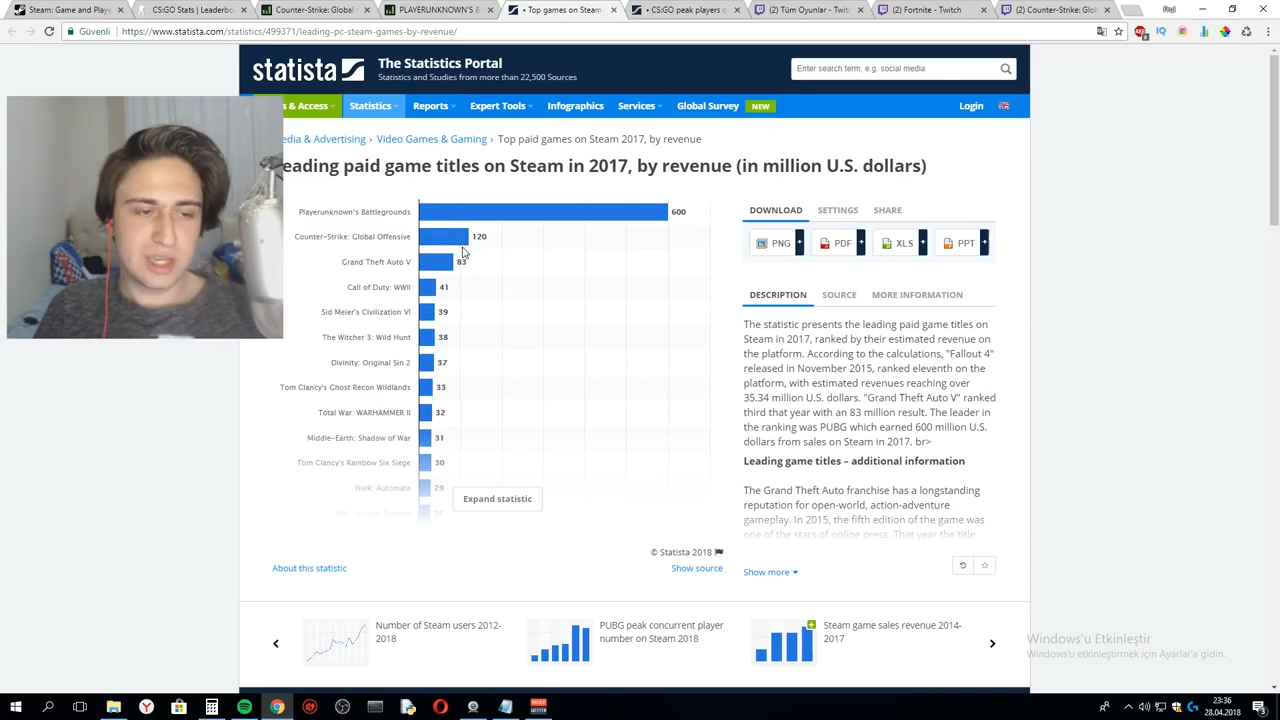 Steam: Game and Playe
CS:GO Stats | Leaderbo
Counter-Strike: Global O
PLAYERUNKNOWN'S B
• Top games on Steam
• CS:GO peak players o
(2) Oyunlar - Twitch
(2) Fortnite - Twitch
(2) Counter-Strike: Glob
Güvenli
https://www.statista.com/statistics/499371/leading-pc-steam-games-by-revenue/
statista
The Statistics Portal
Statistics and Studies from more than 22,500 Sources
Enter search term, e.g. social media
s & Access
Statistics
Reports
Expert Tools
Infographics
Services
Global Survey
NEW
Login
edia & Advertising › Video Games & Gaming › Top paid games on Steam 2017, by revenue
eading paid game titles on Steam in 2017, by revenue (in million U.S. dollars)
Playerunknown's Battlegrounds 600
Counter-Strike: Global Offensive 120
Grand Theft Auto V 83
Call of Duty: WWII 41
Sid Meier's Civilization VI 39
The Witcher 3: Wild Hunt 38
Divinity: Original Sin 2 37
Tom Clancy's Ghost Recon Wildlands 33
Total War: WARHAMMER II 32
Middle-Earth: Shadow of War 31
Tom Clancy's Rainbow Six Siege 30
NieR: Automata 29
Expand statistic
© Statista 2018
About this statistic
Show source
DOWNLOAD SETTINGS SHARE
PNG + PDF + XLS + PPT +
DESCRIPTION SOURCE MORE INFORMATION
The statistic presents the leading paid game titles on
Steam in 2017, ranked by their estimated revenue on
the platform. According to the calculations, "Fallout 4"
released in November 2015, ranked eleventh on the
platform, with estimated revenues reaching over
35.34 million U.S. dollars. "Grand Theft Auto V" ranked
third that year with an 83 million result. The leader in
the ranking was PUBG which earned 600 million U.S.
dollars from sales on Steam in 2017. br>
Leading game titles – additional information
The Grand Theft Auto franchise has a longstanding
reputation for open-world, action-adventure
gameplay. In 2015, the fifth edition of the game was
one of the stars of online press. That year the title
Show more
Number of Steam users 2012-
2018
PUBG peak concurrent player
number on Steam 2018
Steam game sales revenue 2014-
2017
Windows'u Etkinleştir
Windows'u etkinleştirmek için Ayarlar'a gidin.
23:36
28.04.2018